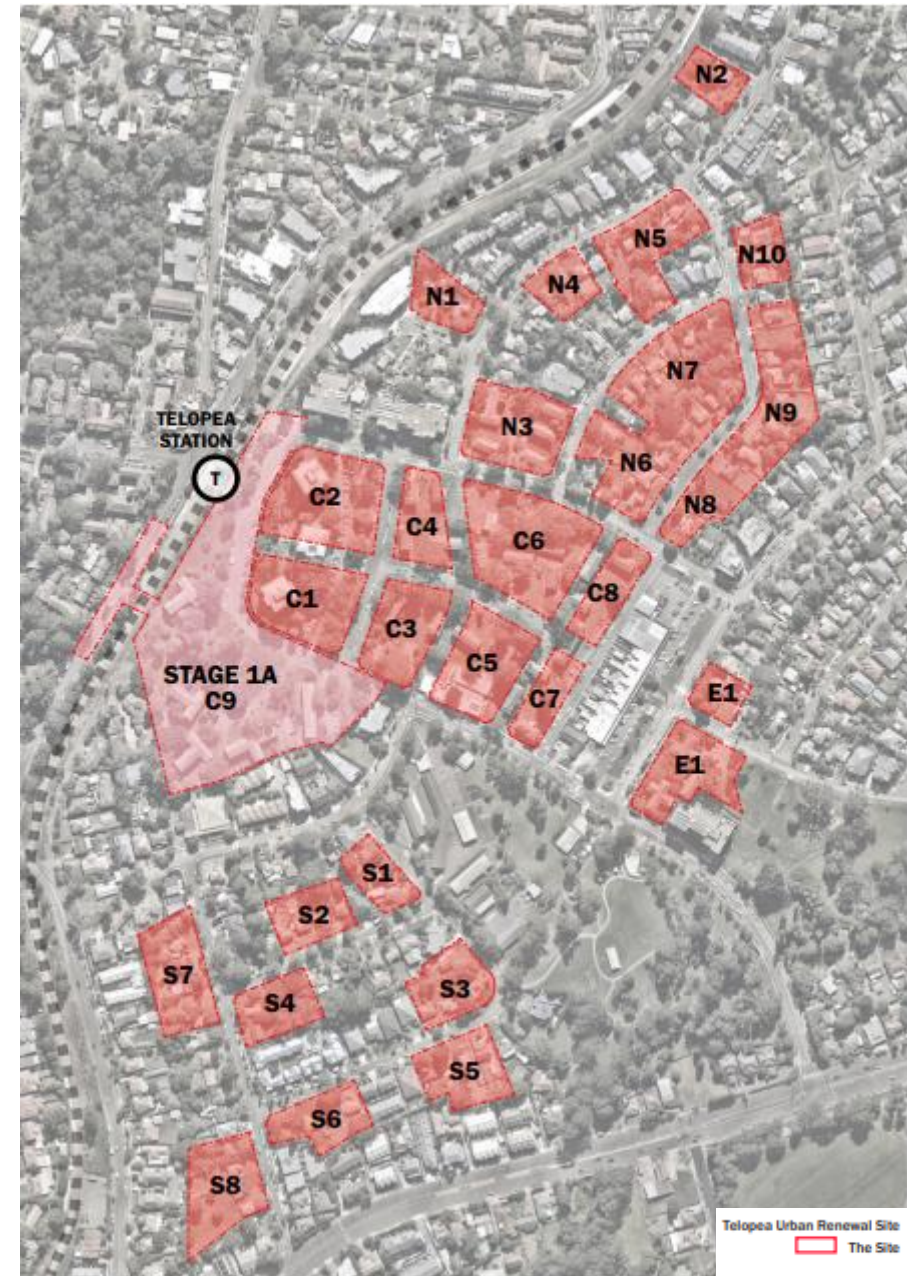 N2
N5
N10
N4
N1
N7
N9
N3
TELOPEA
STATION
T
N6
C2
N8
C4
C6
C8
C1
C3
C5
STAGE 1A
C9
C7
E1
E1
S1
S2
S7
S3
S4
S5
S6
S8
Telopea Urban Renewal Site
The Site